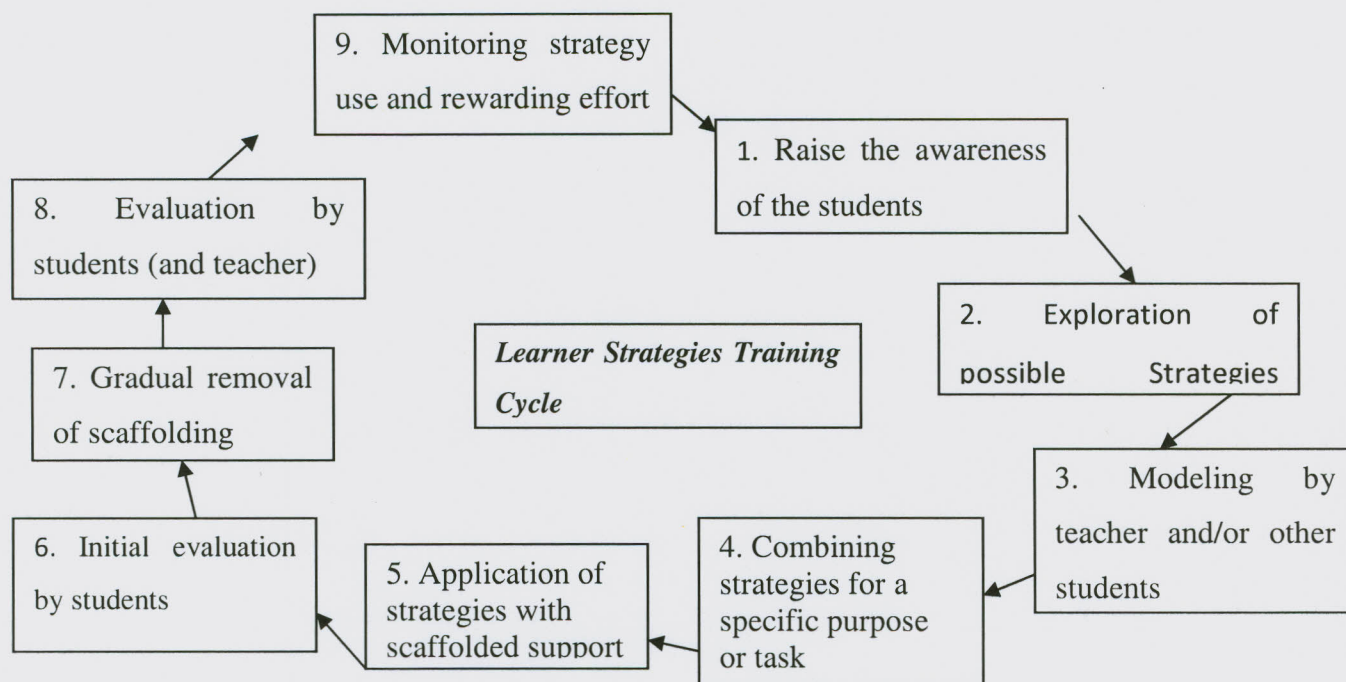 9. Monitoring strategy
use and rewarding effort
1. Raise the awareness
of the students
2. Exploration of
possible Strategies
3. Modeling by
teacher and/or other
students
4. Combining
strategies for a
specific purpose
or task
5. Application of
strategies with
scaffolded support
6. Initial evaluation
by students
7. Gradual removal
of scaffolding
8. Evaluation by
students (and teacher)
Learner Strategies Training
Cycle